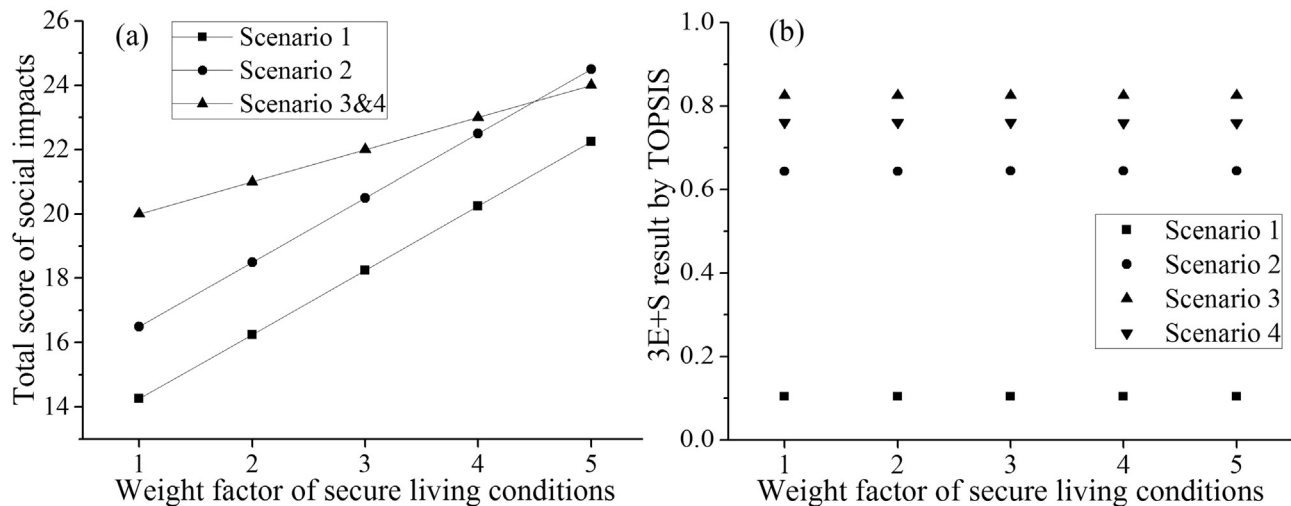 (a)
Scenario 1
Scenario 2
Scenario 3&4
Total score of social impacts
26
24
22
20
18
16
14
1 2 3 4 5
Weight factor of secure living conditions
(b)
3E+S result by TOPSIS
1.0
0.8
0.6
0.4
0.2
0.0
Scenario 1
Scenario 2
Scenario 3
Scenario 4
1 2 3 4 5
Weight factor of secure living conditions